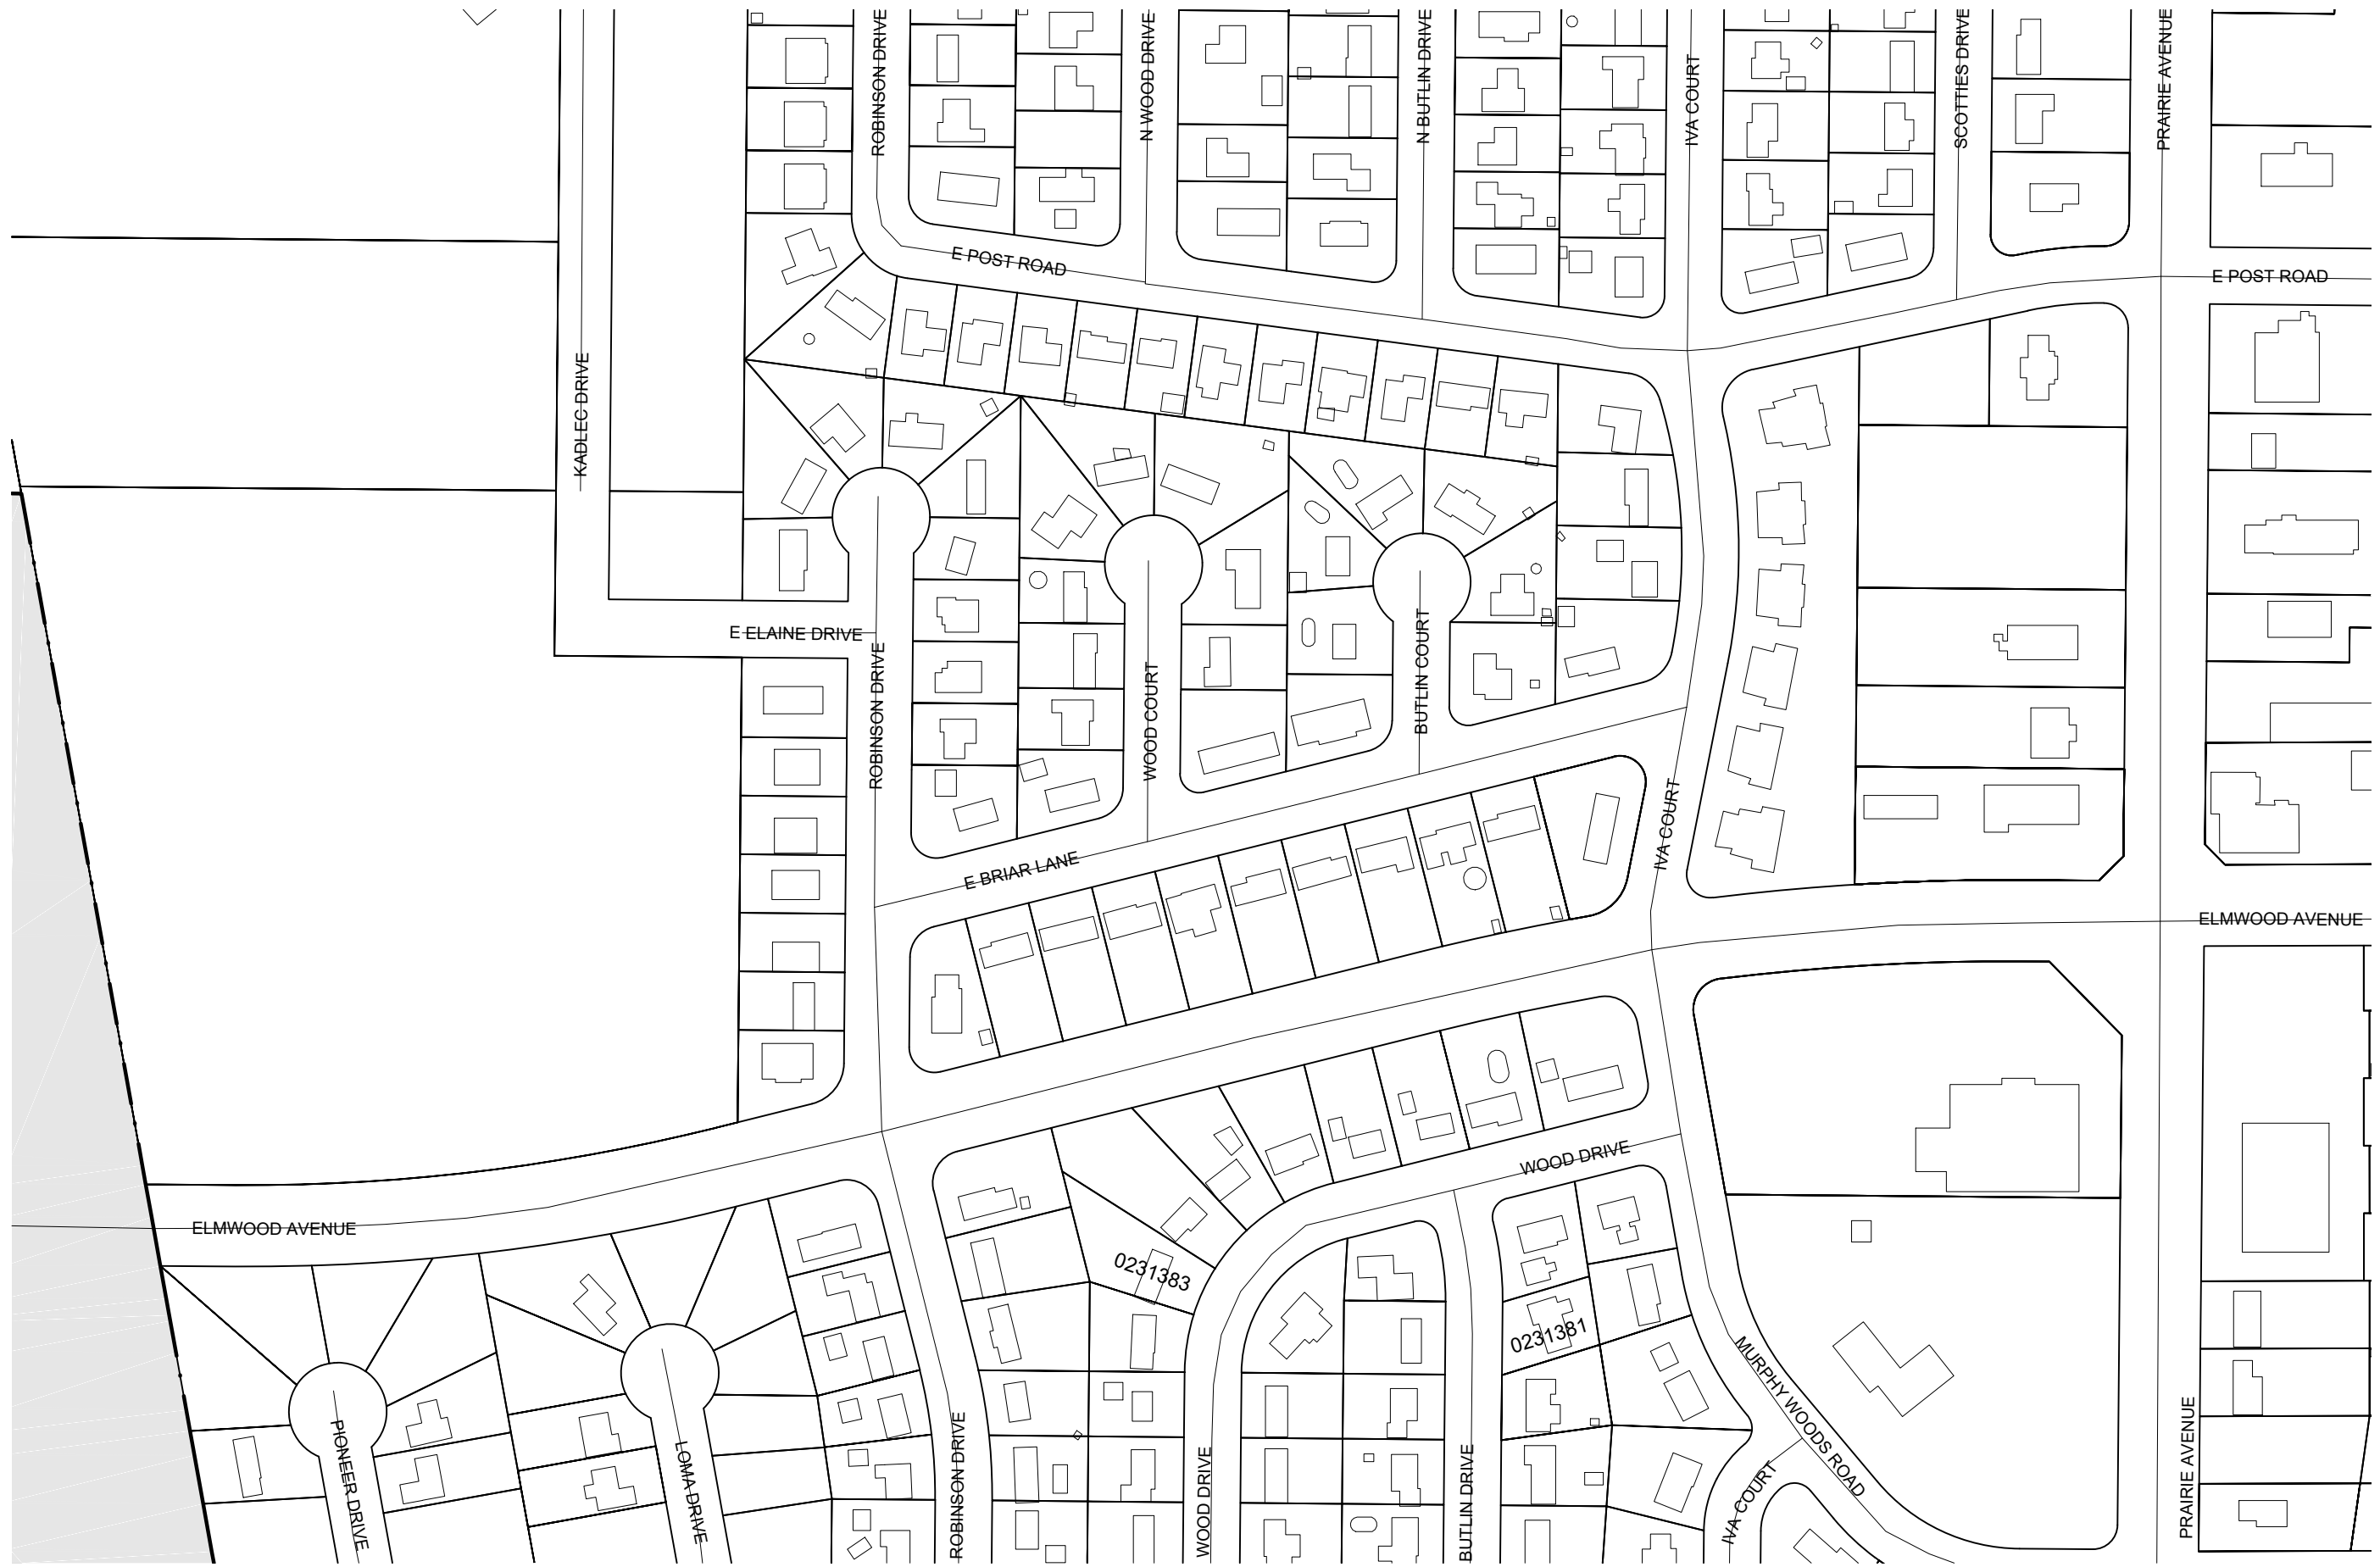 ROBINSON DRIVE
N WOOD DRIVE
N BUTLIN DRIVE
IVA COURT
SCOTTIES DRIVE
PRAIRIE AVENUE
E POST ROAD
E POST ROAD
KADLEC DRIVE
E ELAINE DRIVE
ROBINSON DRIVE
WOOD COURT
BUTLIN COURT
IVA COURT
E BRIAR LANE
ELMWOOD AVENUE
WOOD DRIVE
ELMWOOD AVENUE
0231383
0231381
MURPHY WOODS ROAD
PIONEER DRIVE
LOMA DRIVE
ROBINSON DRIVE
WOOD DRIVE
BUTLIN DRIVE
IVA COURT
PRAIRIE AVENUE